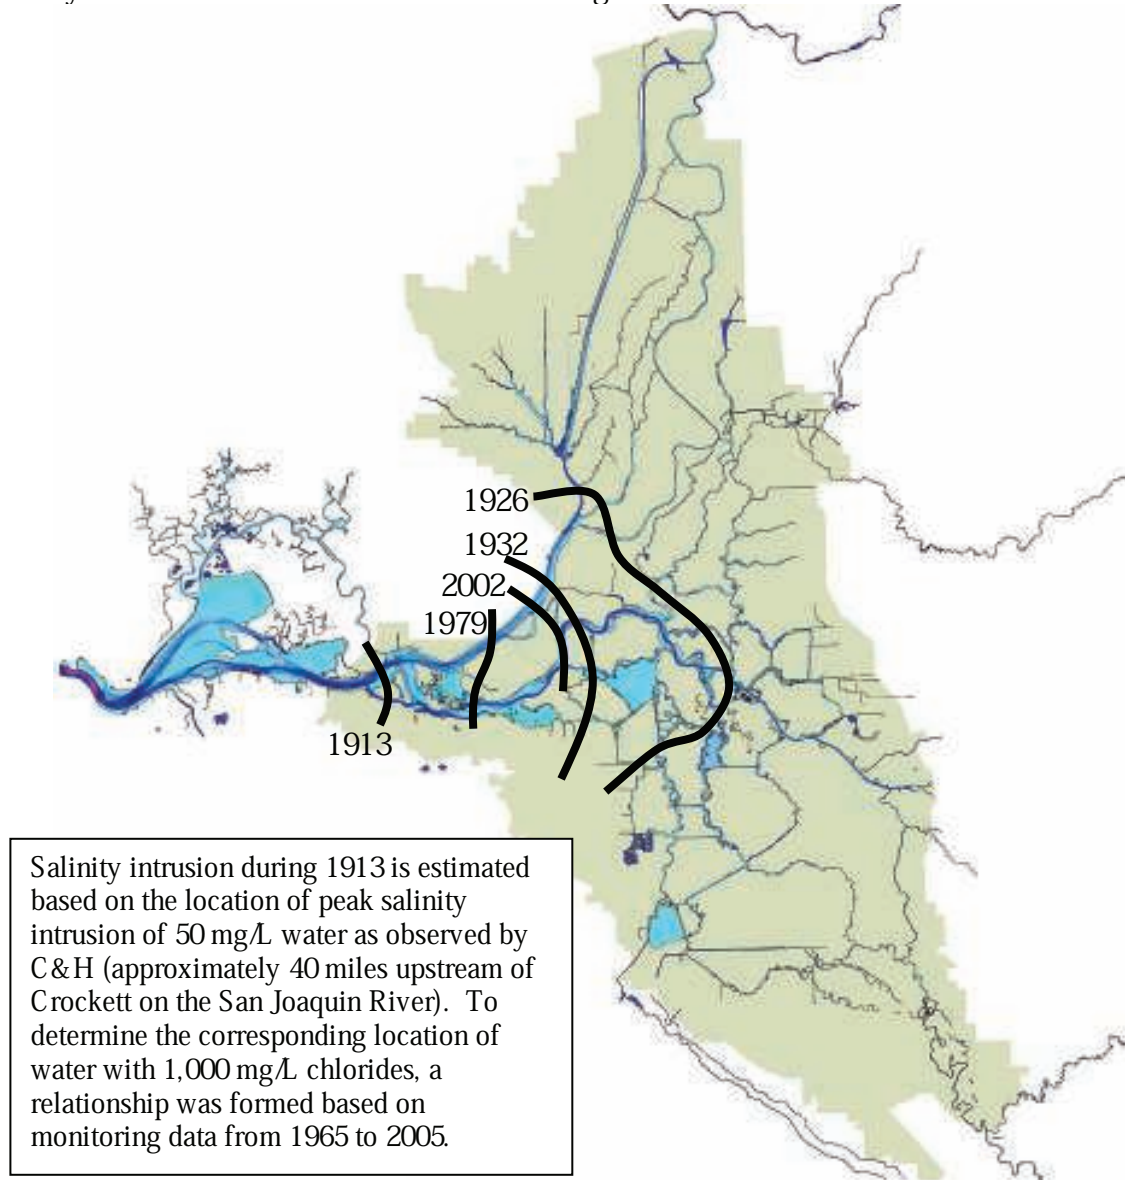 1926
1932
2002
1979
1913
Salinity intrusion during 1913 is estimated
based on the location of peak salinity
intrusion of 50 mg/L water as observed by
C&H (approximately 40 miles upstream of
Crockett on the San Joaquin River). To
determine the corresponding location of
water with 1,000 mg/L chlorides, a
relationship was formed based on
monitoring data from 1965 to 2005.